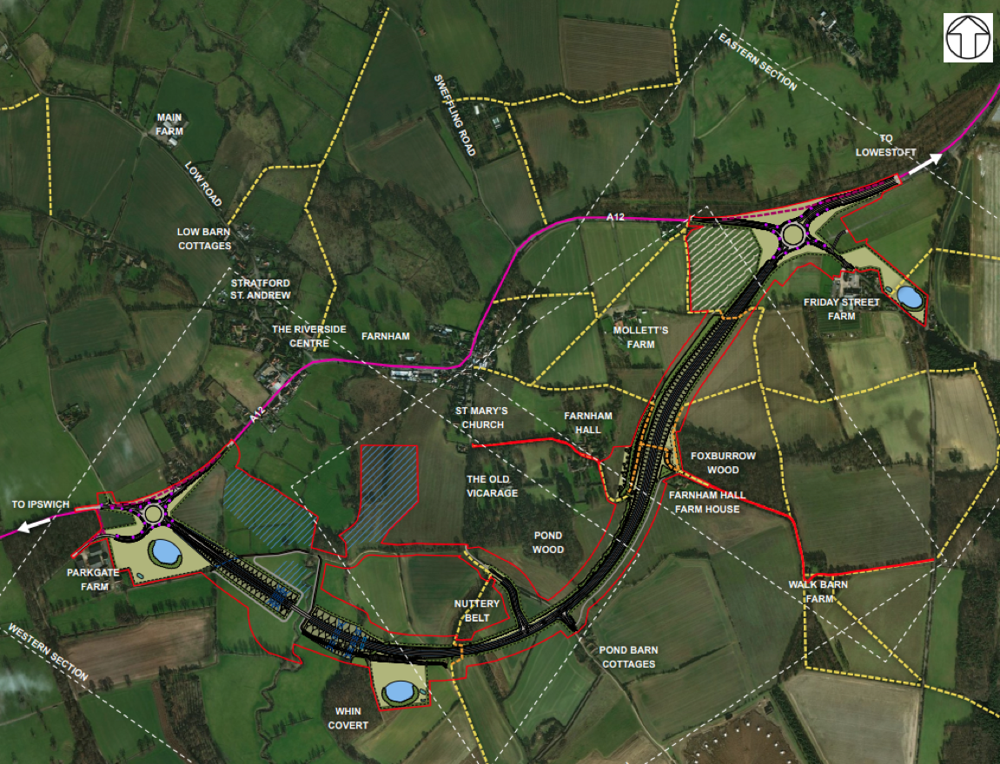 EASTERN SECTION
SWEFFLING ROAD
MAIN
FARM
TO
LOWESTOFT
LOW ROAD
A12
LOW BARN
COTTAGES
STRATFORD
ST. ANDREW
FRIDAY STREET
FARM
THE RIVERSIDE
CENTRE
FARNHAM
MOLLETT'S
FARM
A12
ST MARY'S
CHURCH
FARNHAM
HALL
FOXBURROW
WOOD
THE OLD
VICARAGE
FARNHAM HALL
FARM HOUSE
TO IPSWICH
POND
WOOD
PARKGATE
FARM
WALK BARN
FARM
NUTTERY
BELT
WESTERN SECTION
POND BARN
COTTAGES
WHIN
COVERT